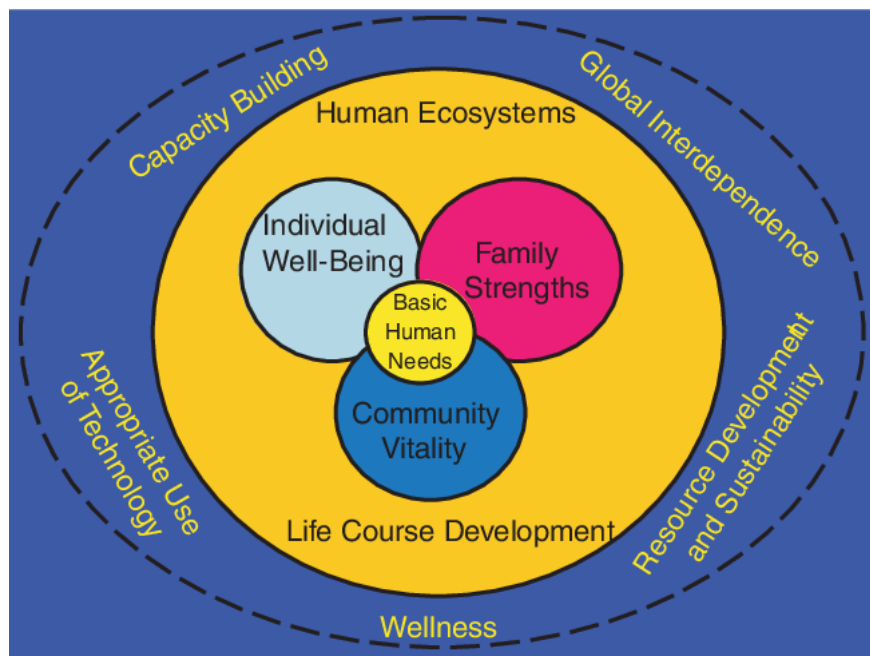 Capacity Building
Global Interdependence
Human Ecosystems
Individual
Well-Being
Family
Strengths
Basic
Human
Needs
Community
Vitality
Life Course Development
Appropriate Use
of Technology
Resource Development
and Sustainability
Wellness